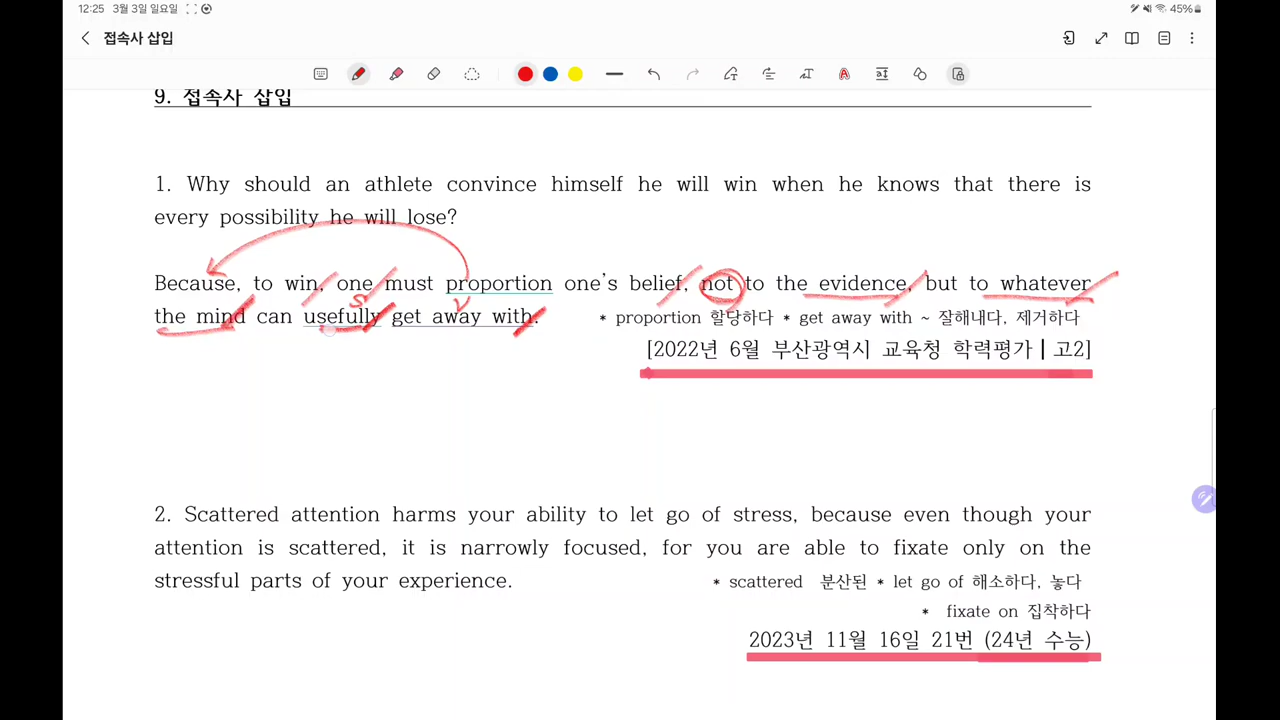 12:25 3월 3일 일요일 45%
접속사 삽입
9. 접속사 삽입
1. Why should an athlete convince himself he will win when he knows that there is
every possibility he will lose?
Because, to win, one must proportion one's belief, not to the evidence, but to whatever
s v
the mind can usefully get away with. * proportion 할당하다 * get away with ~ 잘해내다, 제거하다
[2022년 6월 부산광역시 교육청 학력평가┃고2]
2. Scattered attention harms your ability to let go of stress, because even though your
attention is scattered, it is narrowly focused, for you are able to fixate only on the
stressful parts of your experience. * scattered 분산된 * let go of 해소하다, 놓다
* fixate on 집착하다
2023년 11월 16일 21번 (24년 수능)